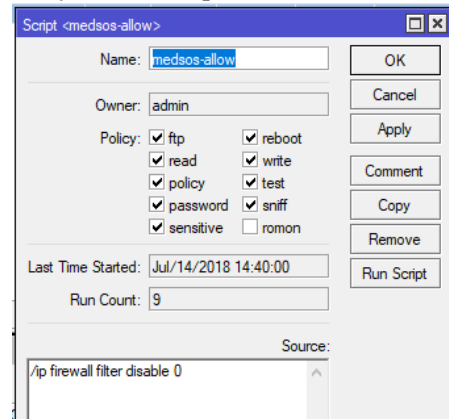 Script <medsos-allow>
Name: medsos-allow
OK
Owner: admin
Cancel
Policy: ftp reboot
Apply
read write
policy test
Comment
password sniff
Copy
sensitive romon
Remove
Last Time Started: Jul/14/2018 14:40:00
Run Script
Run Count: 9
Source:
/ip firewall filter disable 0